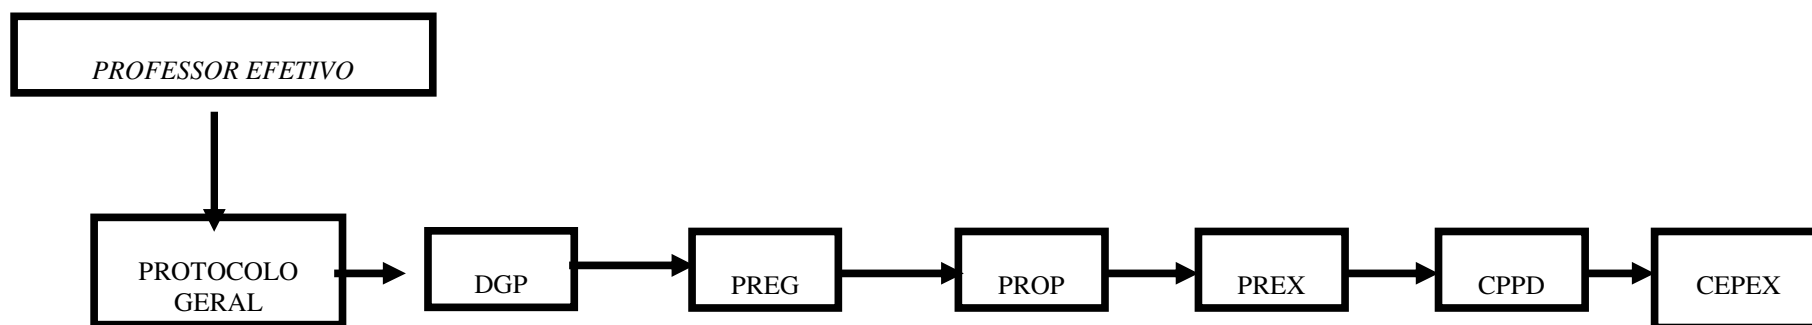 PROFESSOR EFETIVO
PROTOCOLO
GERAL
DGP
PREG
PROP
PREX
CPPD
CEPEX